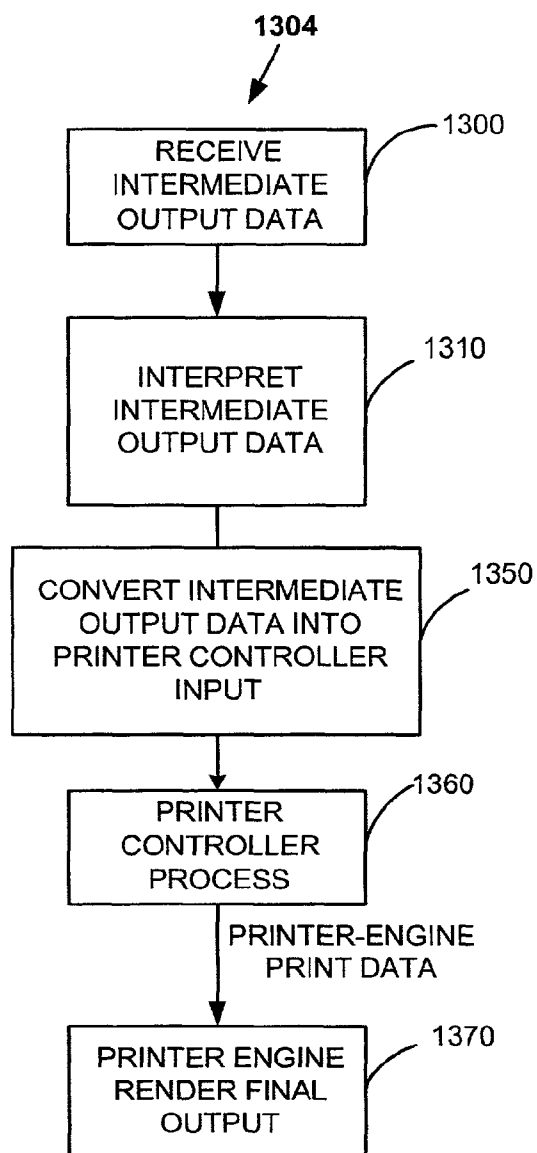 1304
1300
RECEIVE
INTERMEDIATE
OUTPUT DATA
1310
INTERPRET
INTERMEDIATE
OUTPUT DATA
1350
CONVERT INTERMEDIATE
OUTPUT DATA INTO
PRINTER CONTROLLER
INPUT
1360
PRINTER
CONTROLLER
PROCESS
PRINTER-ENGINE
PRINT DATA
1370
PRINTER ENGINE
RENDER FINAL
OUTPUT